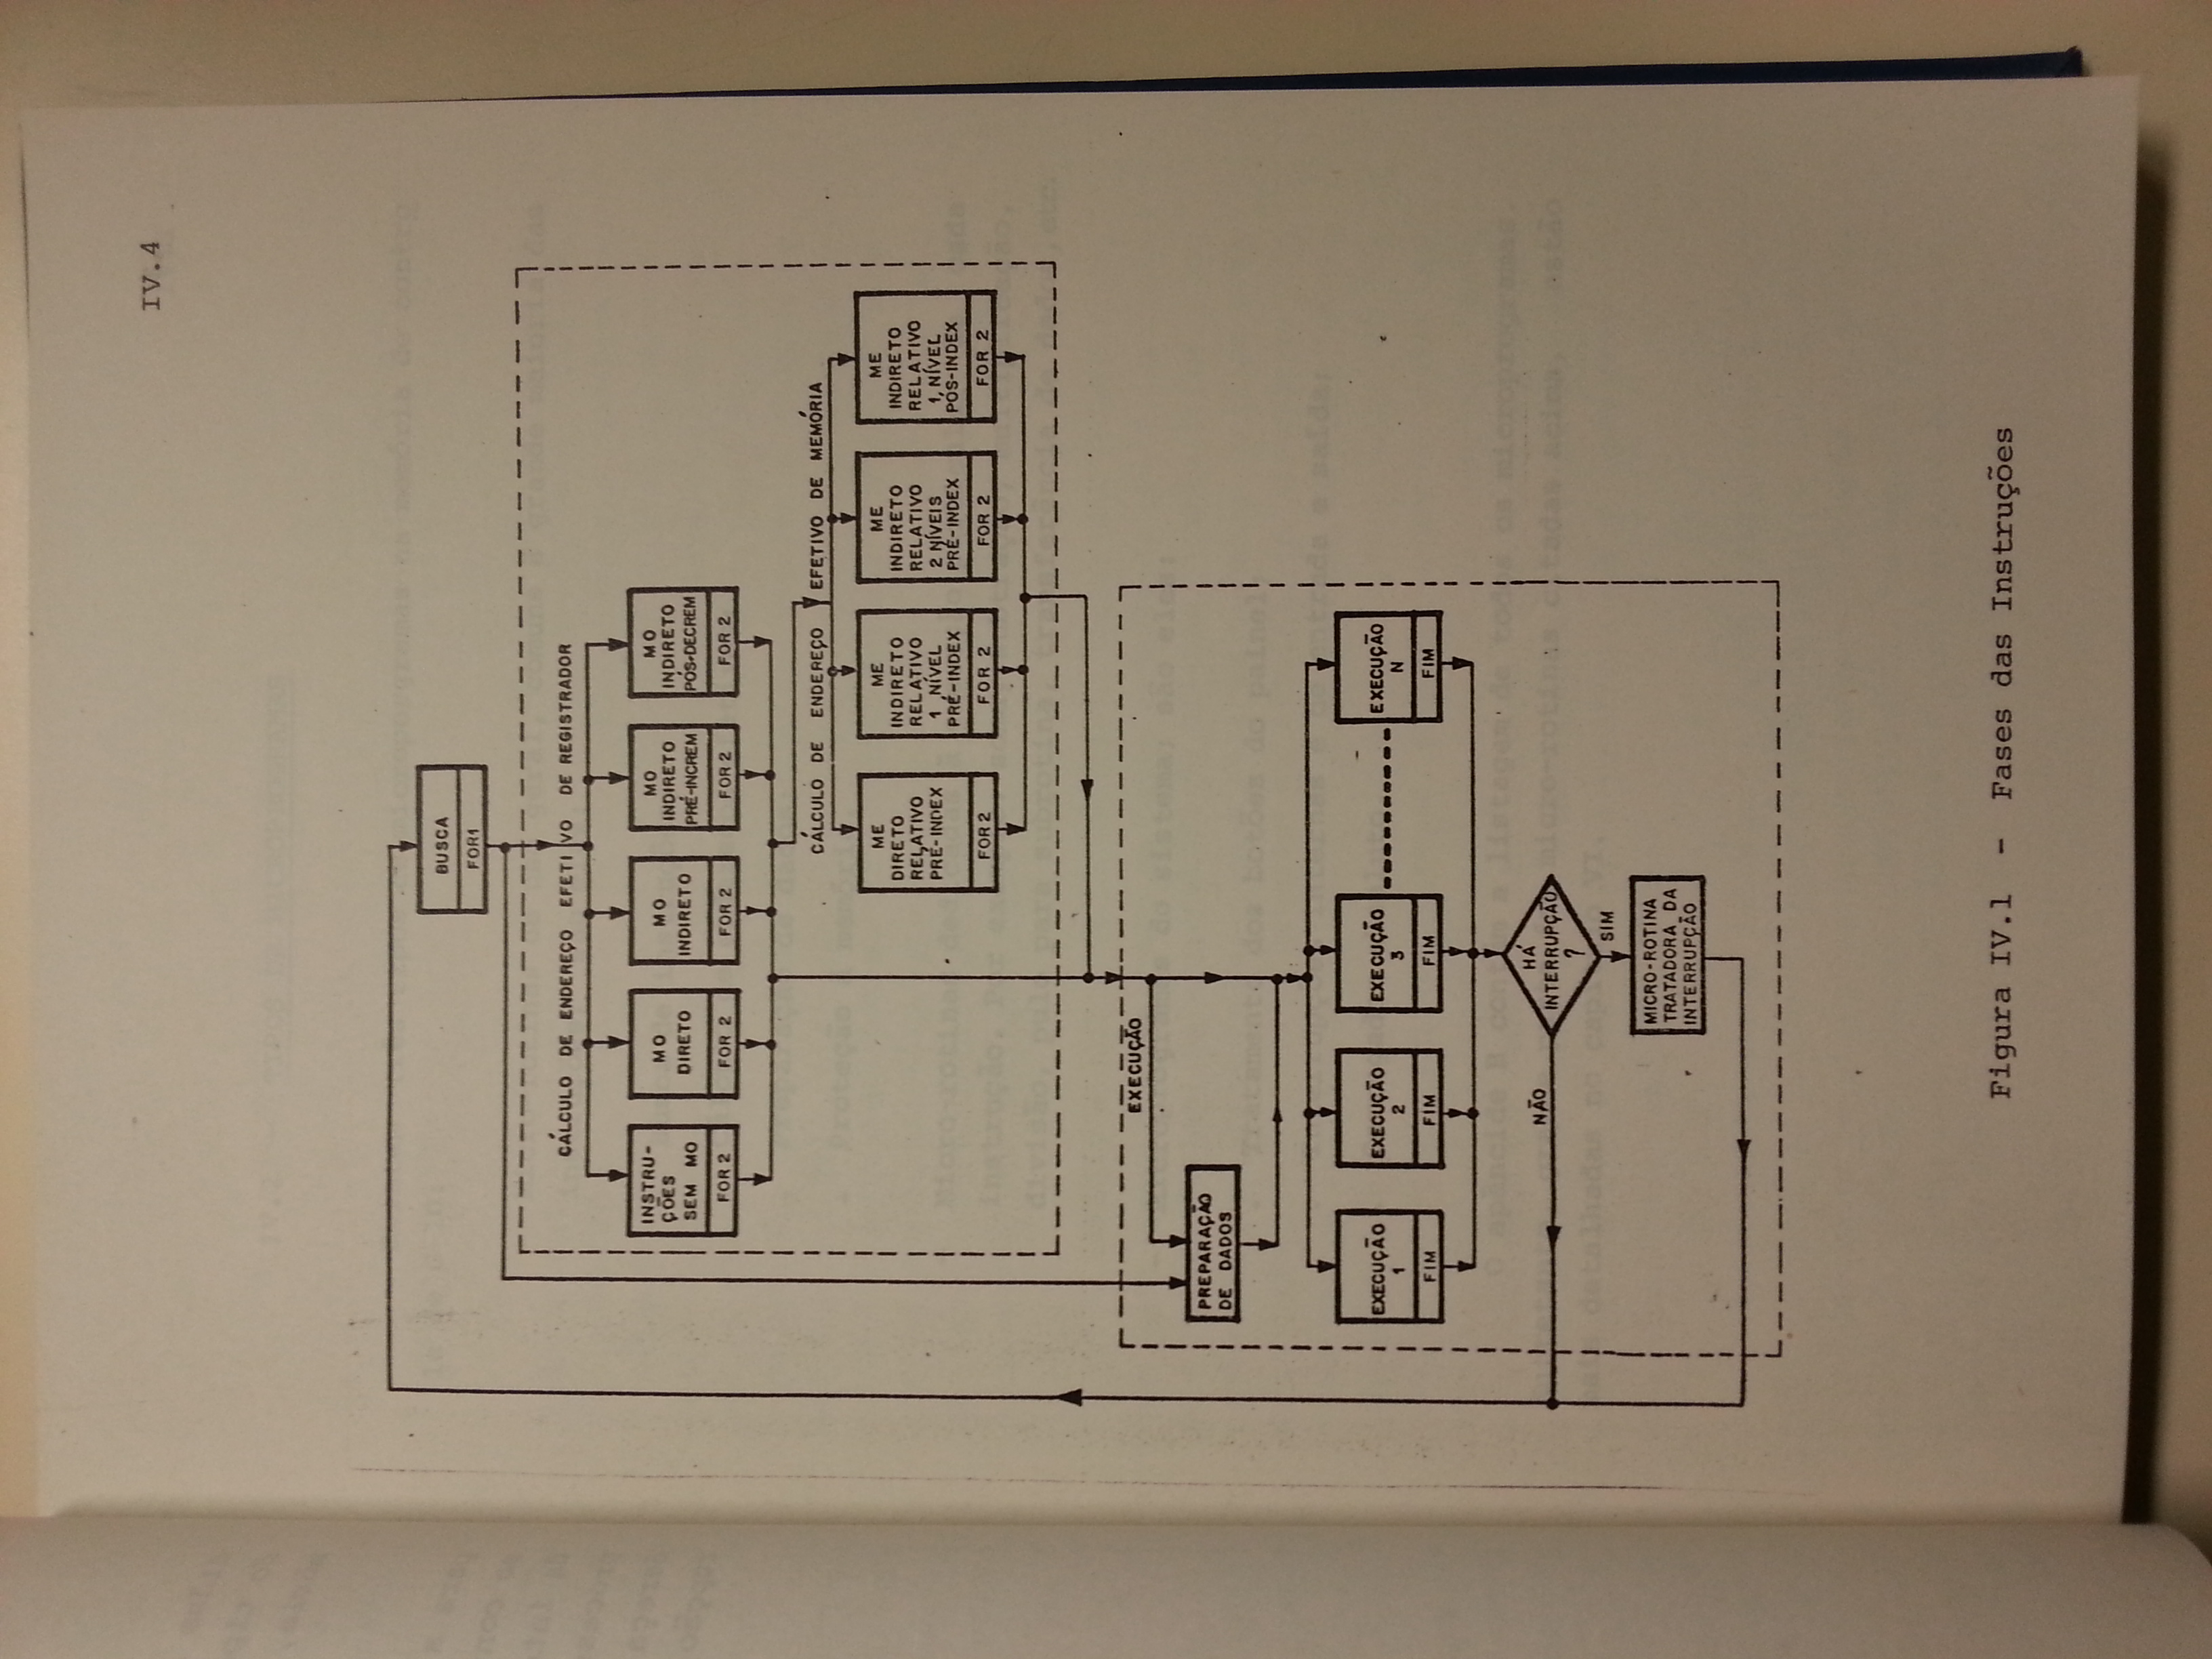 IV.4
BUSCA
FOR1
CÁLCULO DE ENDEREÇO EFETIVO DE REGISTRADOR
INSTRU-
ÇÕES
SEM MO
FOR 2
MO
DIRETO
FOR 2
MO
INDIRETO
FOR 2
MO
INDIRETO
PRÉ-INCREM
FOR 2
MO
INDIRETO
PÓS-DECREM
FOR 2
CÁLCULO DE ENDEREÇO EFETIVO DE MEMÓRIA
ME
DIRETO
RELATIVO
PRÉ-INDEX
FOR 2
ME
INDIRETO
RELATIVO
1 NÍVEL
PRÉ-INDEX
FOR 2
ME
INDIRETO
RELATIVO
2 NÍVEIS
PRÉ-INDEX
FOR 2
ME
INDIRETO
RELATIVO
1, NÍVEL
PÓS-INDEX
FOR 2
EXECUÇÃO
PREPARAÇÃO
DE DADOS
EXECUÇÃO
1
FIM
EXECUÇÃO
2
FIM
EXECUÇÃO
3
FIM
EXECUÇÃO
N
FIM
HÁ
INTERRUPÇÃO
?
NÃO
SIM
MICRO-ROTINA
TRATADORA DA
INTERRUPÇÃO
Figura IV.1 - Fases das Instruções